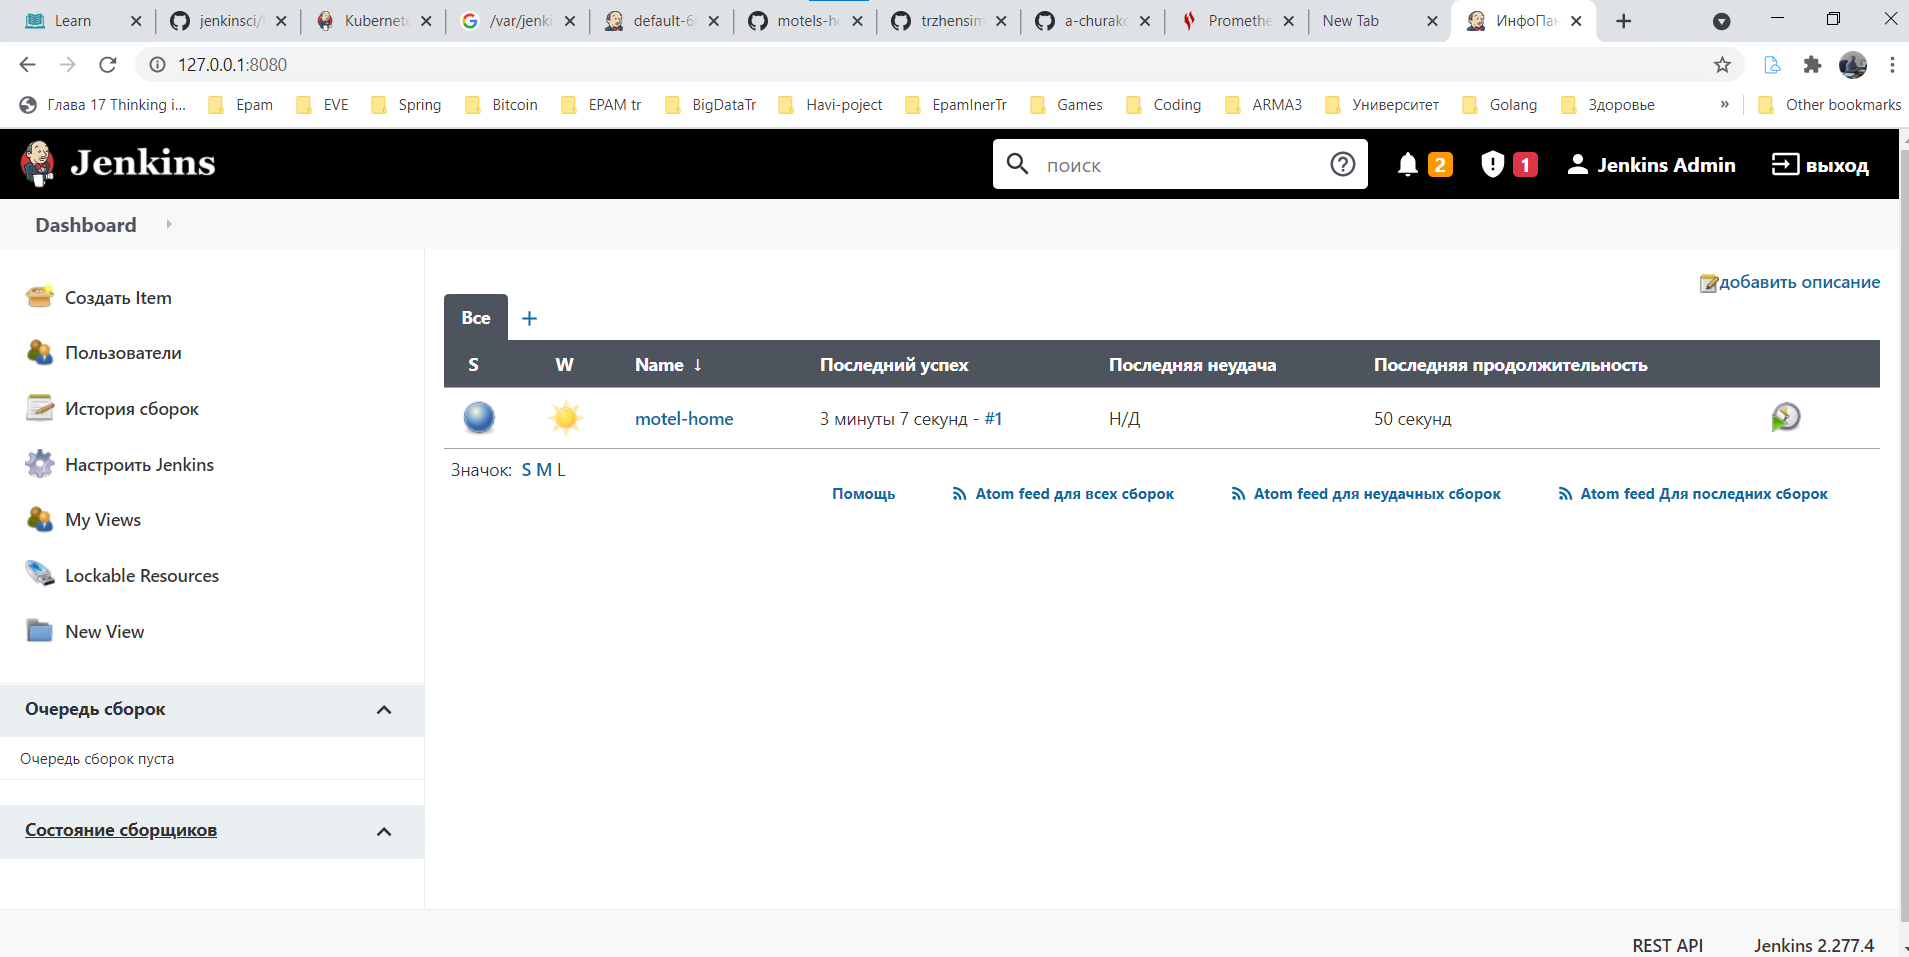 Learn jenkinsci/ Kubernete /var/jenki default-6 motels-ho trzhensim a-churako Promethe New Tab ИнфоПан
127.0.0.1:8080
Глава 17 Thinking i... Epam EVE Spring Bitcoin EPAM tr BigDataTr Havi-poject EpamInerTr Games Coding ARMA3 Университет Golang Здоровье » Other bookmarks
Jenkins поиск 2 1 Jenkins Admin выход
Dashboard
добавить описание
Создать Item
Пользователи
История сборок
Настроить Jenkins
My Views
Lockable Resources
New View
Очередь сборок
Очередь сборок пуста
Состояние сборщиков
Все +
S W Name ↓ Последний успех Последняя неудача Последняя продолжительность
motel-home 3 минуты 7 секунд - #1 Н/Д 50 секунд
Значок: S M L
Помощь Atom feed для всех сборок Atom feed для неудачных сборок Atom feed Для последних сборок
REST API Jenkins 2.277.4